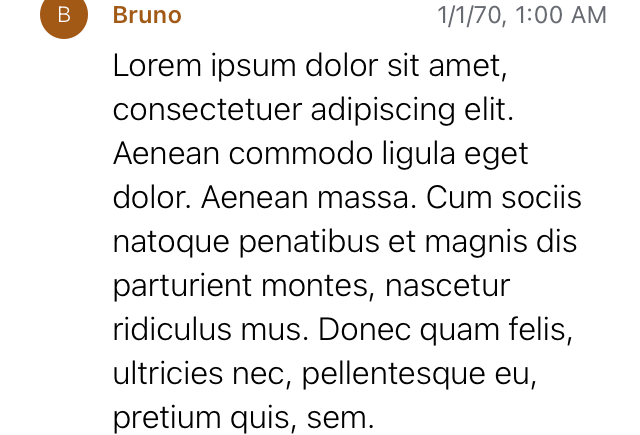 B
Bruno 1/1/70, 1:00 AM
Lorem ipsum dolor sit amet,
consectetuer adipiscing elit.
Aenean commodo ligula eget
dolor. Aenean massa. Cum sociis
natoque penatibus et magnis dis
parturient montes, nascetur
ridiculus mus. Donec quam felis,
ultricies nec, pellentesque eu,
pretium quis, sem.